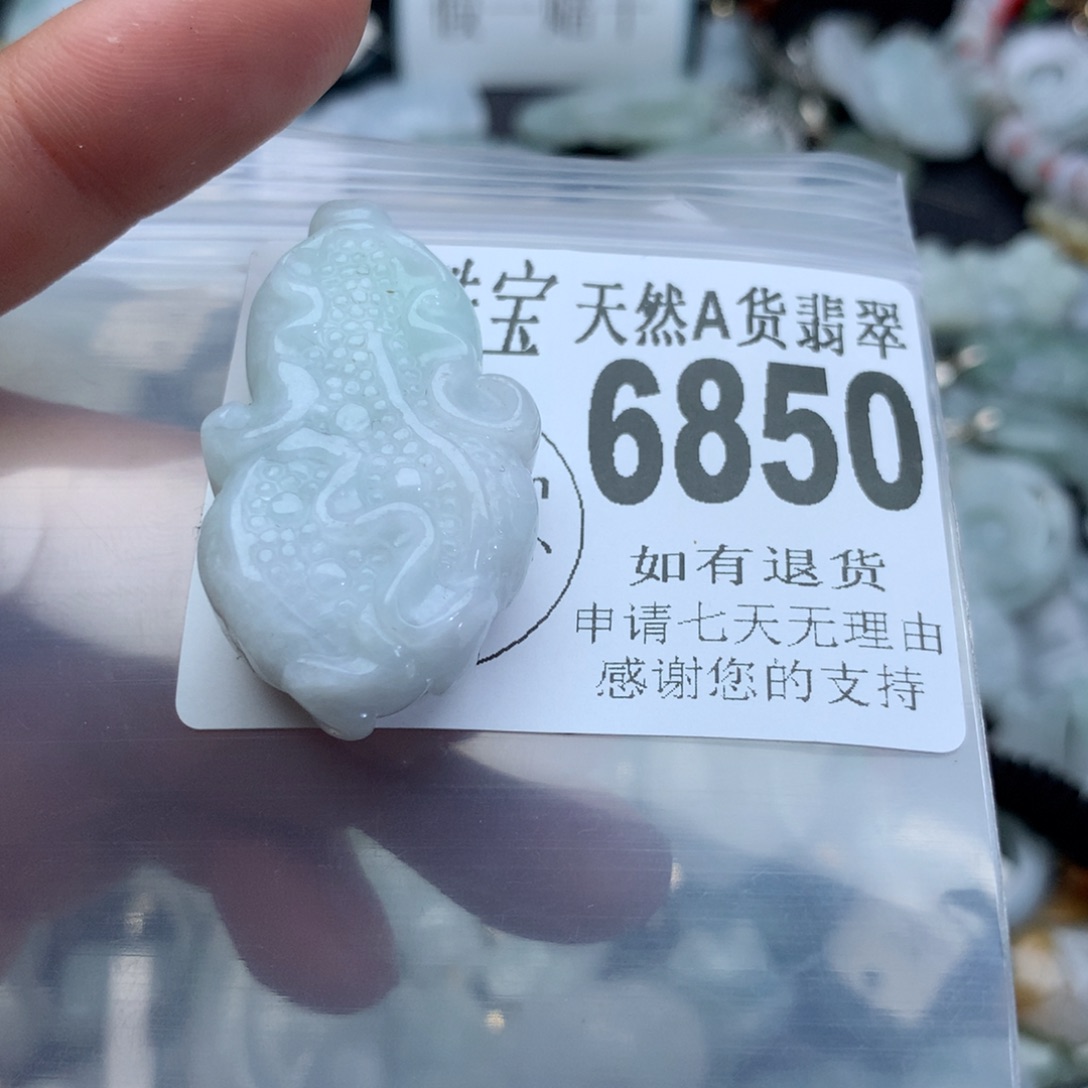 宝 天然A货翡翠
6850
如有退货
申请七天无理由
感谢您的支持